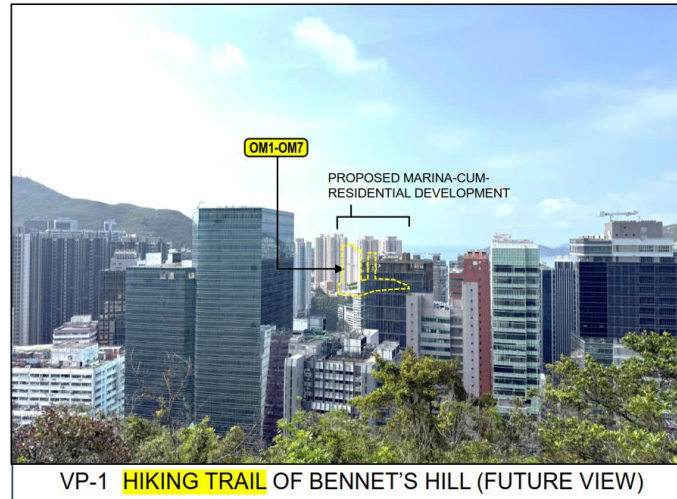 OM1-OM7
PROPOSED MARINA-CUM-
RESIDENTIAL DEVELOPMENT
VP-1 HIKING TRAIL OF BENNET'S HILL (FUTURE VIEW)